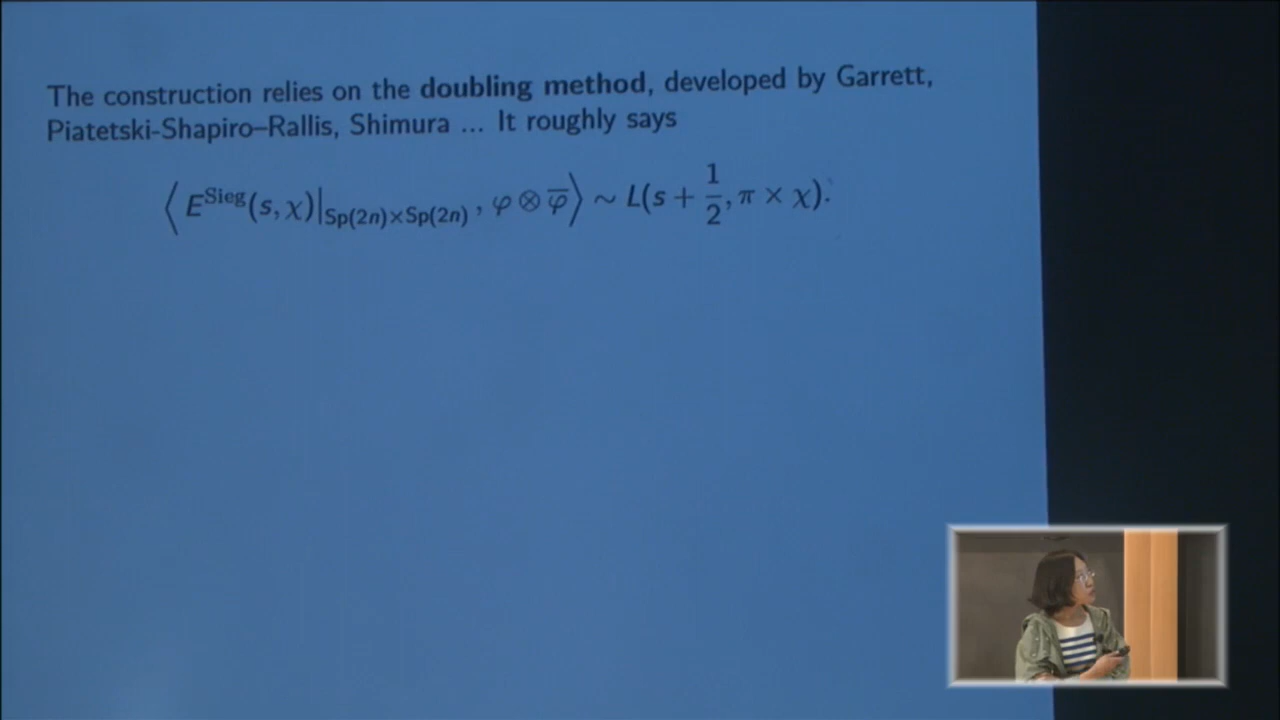 The construction relies on the doubling method, developed by Garrett,
Piatetski-Shapiro–Rallis, Shimura ... It roughly says
⟨ E^Sieg(s, χ)|_Sp(2n)×Sp(2n) , φ ⊗ φ̄ ⟩ ∼ L(s + 1/2, π × χ).